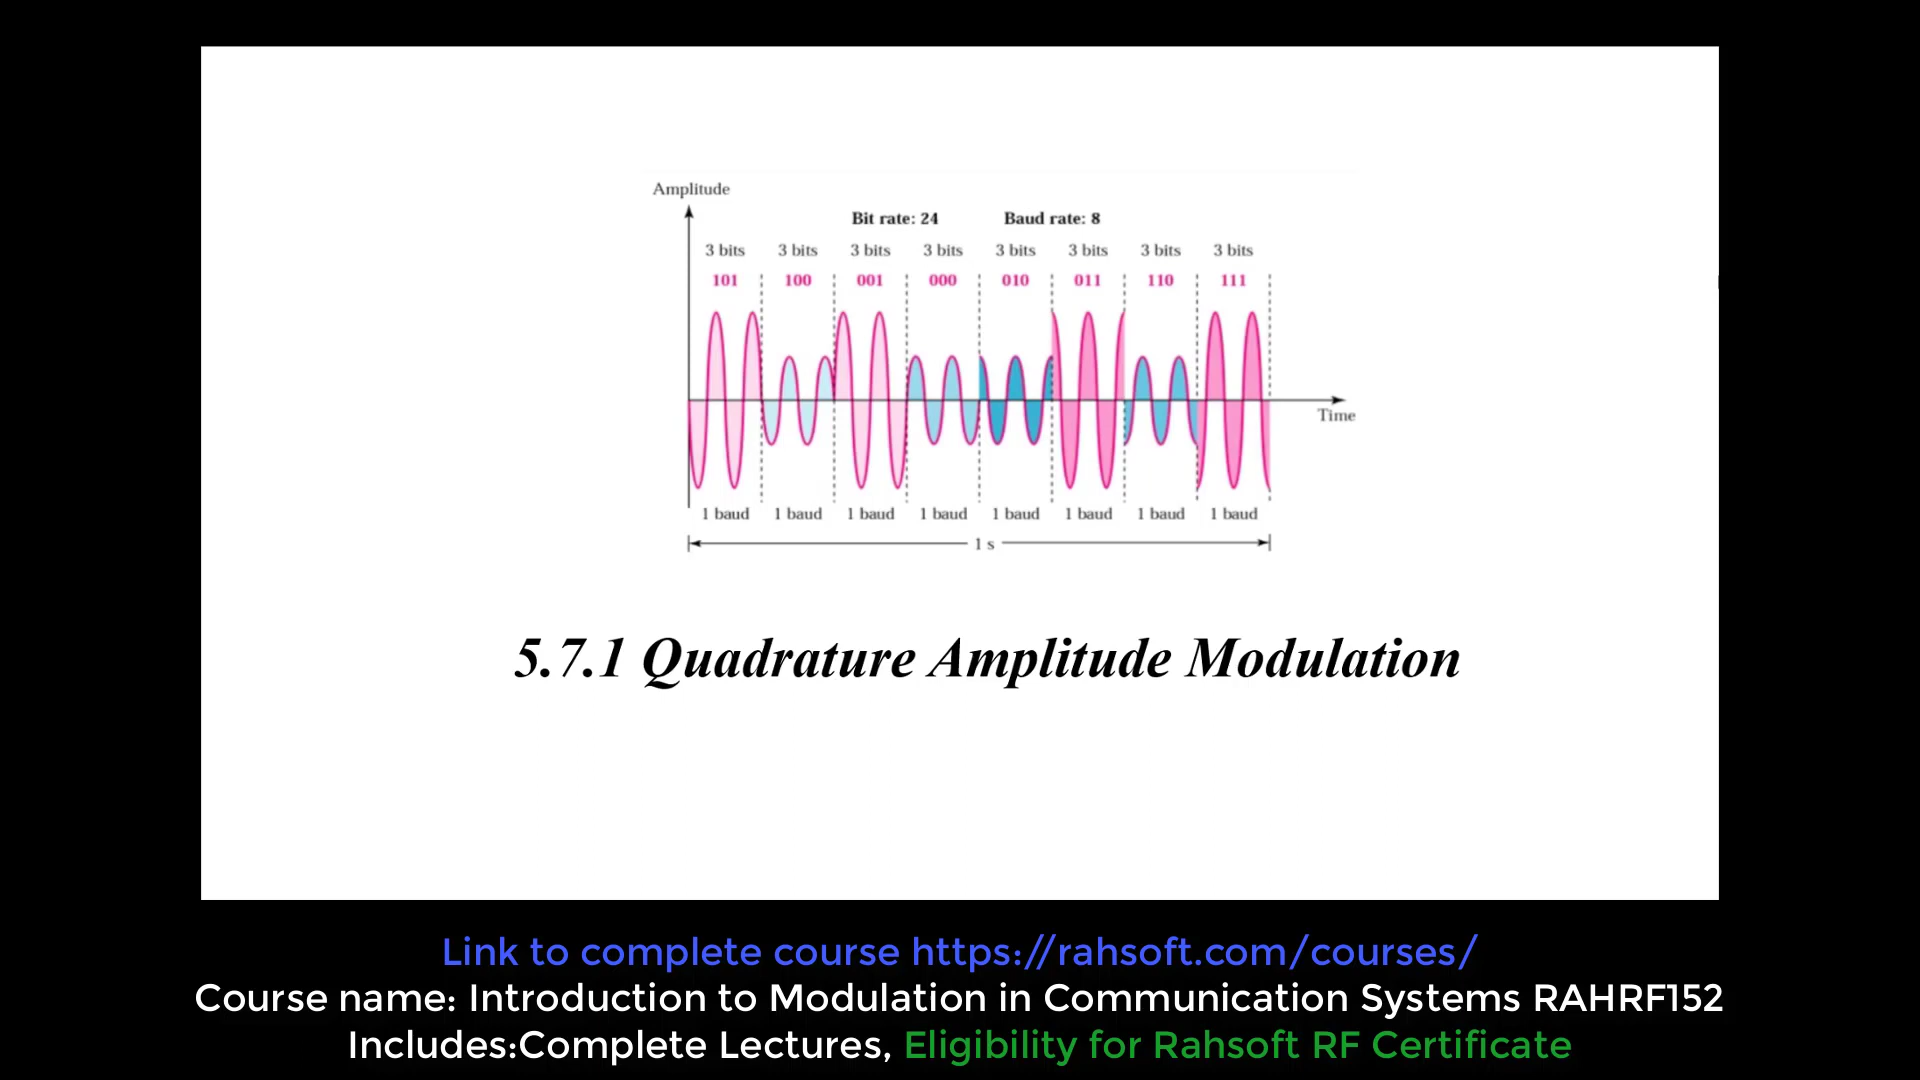 Amplitude
Bit rate: 24 Baud rate: 8
3 bits 3 bits 3 bits 3 bits 3 bits 3 bits 3 bits 3 bits
101 100 001 000 010 011 110 111
Time
1 baud 1 baud 1 baud 1 baud 1 baud 1 baud 1 baud 1 baud
1 s
5.7.1 Quadrature Amplitude Modulation
Link to complete course https://rahsoft.com/courses/
Course name: Introduction to Modulation in Communication Systems RAHRF152
Includes:Complete Lectures, Eligibility for Rahsoft RF Certificate